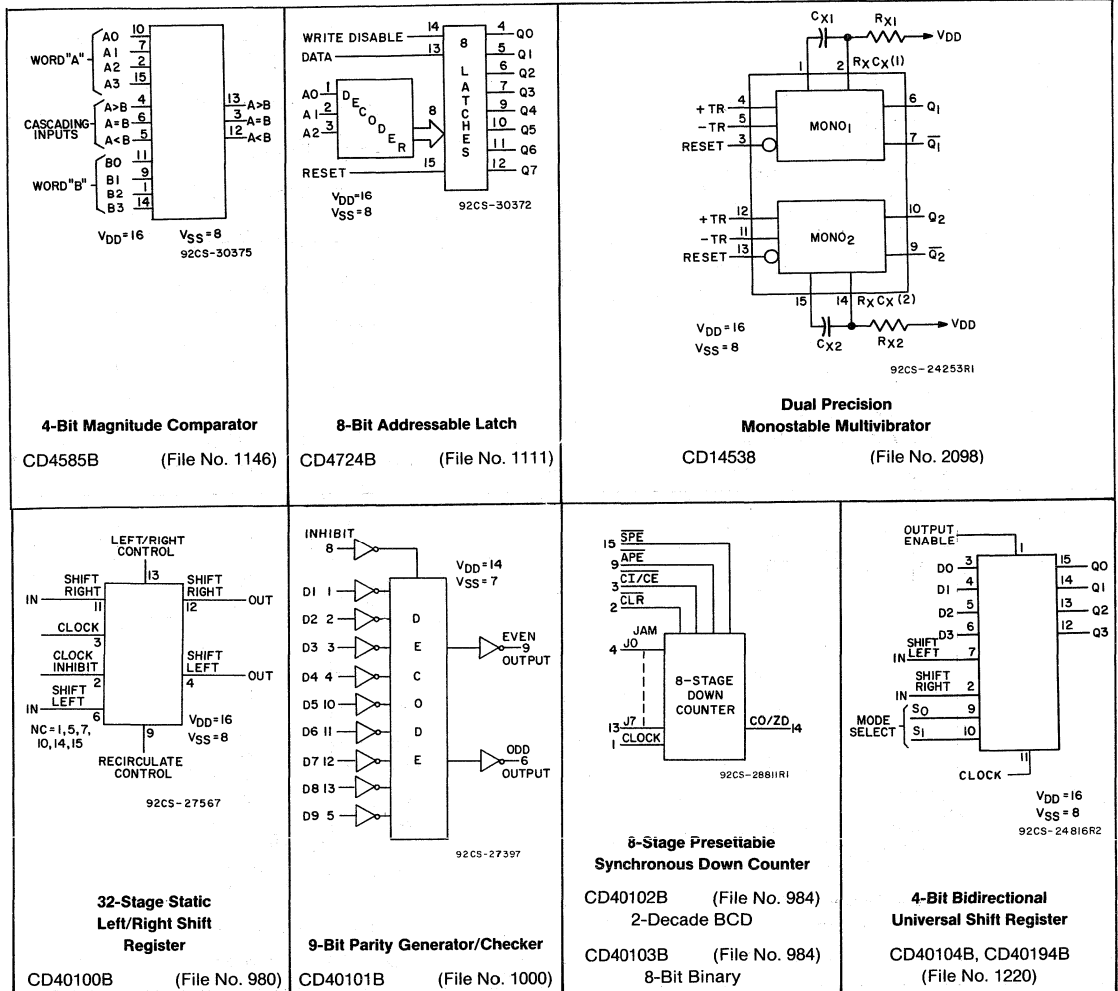 WORD "A"
A0 10
A1 7
A2 2
A3 15
CASCADING INPUTS
A>B 4
A=B 6
A<B 5
WORD "B"
B0 11
B1 9
B2 1
B3 14
13 A>B
3 A=B
12 A<B
VDD=16 VSS=8
92CS-30375
4-Bit Magnitude Comparator
CD4585B (File No. 1146)
WRITE DISABLE 14
DATA 13
A0 1
A1 2
A2 3
DECODER
8
RESET 15
8 LATCHES
4 Q0
5 Q1
6 Q2
7 Q3
9 Q4
10 Q5
11 Q6
12 Q7
VDD=16
VSS=8
92CS-30372
8-Bit Addressable Latch
CD4724B (File No. 1111)
CX1 RX1 VDD
1 2 RXCX(1)
+TR 4
-TR 5
RESET 3
MONO1
6 Q1
7 Q̅1
+TR 12
-TR 11
RESET 13
MONO2
10 Q2
9 Q̅2
15 14 RXCX(2)
CX2 RX2 VDD
VDD=16
VSS=8
92CS-24253R1
Dual Precision
Monostable Multivibrator
CD14538 (File No. 2098)
LEFT/RIGHT
CONTROL
13
SHIFT RIGHT
IN 11
CLOCK
3
CLOCK INHIBIT
2
SHIFT LEFT
IN 6
SHIFT RIGHT
12 OUT
SHIFT LEFT
4 OUT
NC=1,5,7,
10,14,15
9
RECIRCULATE
CONTROL
VDD=16
VSS=8
92CS-27567
32-Stage Static
Left/Right Shift
Register
CD40100B (File No. 980)
INHIBIT
8
D1 1
D2 2
D3 3
D4 4
D5 10
D6 11
D7 12
D8 13
D9 5
DECODE
VDD=14
VSS=7
EVEN
9
OUTPUT
ODD
6
OUTPUT
92CS-27397
9-Bit Parity Generator/Checker
CD40101B (File No. 1000)
15 SPE
9 APE
3 CI/CE
2 CLR
JAM
4 J0
13 J7
1 CLOCK
8-STAGE
DOWN
COUNTER
CO/ZD 14
92CS-28811R1
8-Stage Presettable
Synchronous Down Counter
CD40102B (File No. 984)
2-Decade BCD
CD40103B (File No. 984)
8-Bit Binary
OUTPUT
ENABLE
1
D0 3
D1 4
D2 5
D3 6
SHIFT LEFT
IN 7
SHIFT RIGHT
IN 2
MODE SELECT
S0 9
S1 10
15 Q0
14 Q1
13 Q2
12 Q3
11
CLOCK
VDD=16
VSS=8
92CS-24816R2
4-Bit Bidirectional
Universal Shift Register
CD40104B, CD40194B
(File No. 1220)